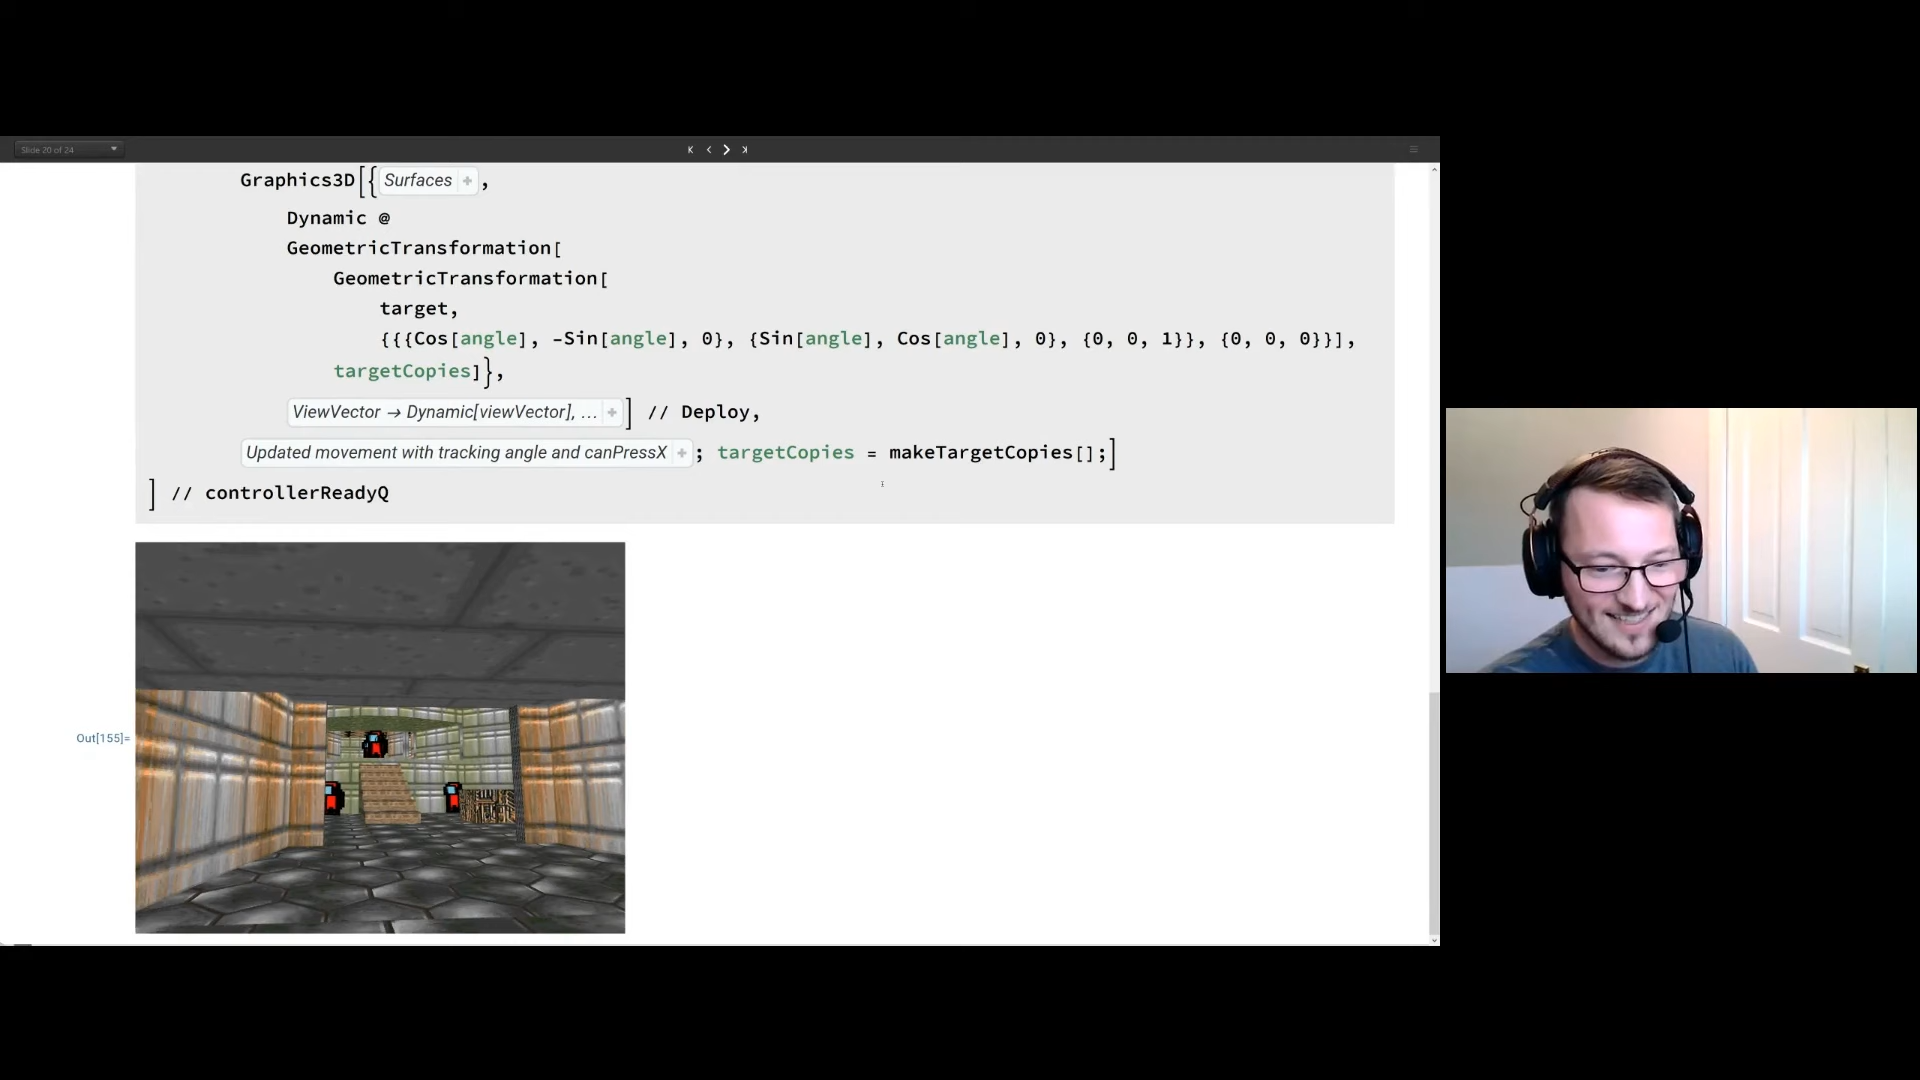 Slide 20 of 24
Graphics3D[{Surfaces +,
Dynamic @
GeometricTransformation[
GeometricTransformation[
target,
{{{Cos[angle], -Sin[angle], 0}, {Sin[angle], Cos[angle], 0}, {0, 0, 1}}, {0, 0, 0}}],
targetCopies]},
ViewVector → Dynamic[viewVector], … +] // Deploy,
Updated movement with tracking angle and canPressX +; targetCopies = makeTargetCopies[];]
] // controllerReadyQ
Out[155]=